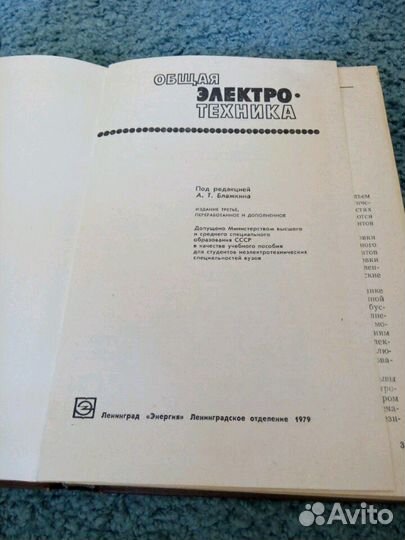 ОБЩАЯ
ЭЛЕКТРО·
ТЕХНИКА
Под редакцией
А. Т. Блажкина
ИЗДАНИЕ ТРЕТЬЕ,
ПЕРЕРАБОТАННОЕ И ДОПОЛНЕННОЕ
Допущено Министерством высшего
и среднего специального
образования СССР
в качестве учебного пособия
для студентов неэлектротехнических
специальностей вузов
Ленинград «Энергия» Ленинградское отделение 1979
3
Avito